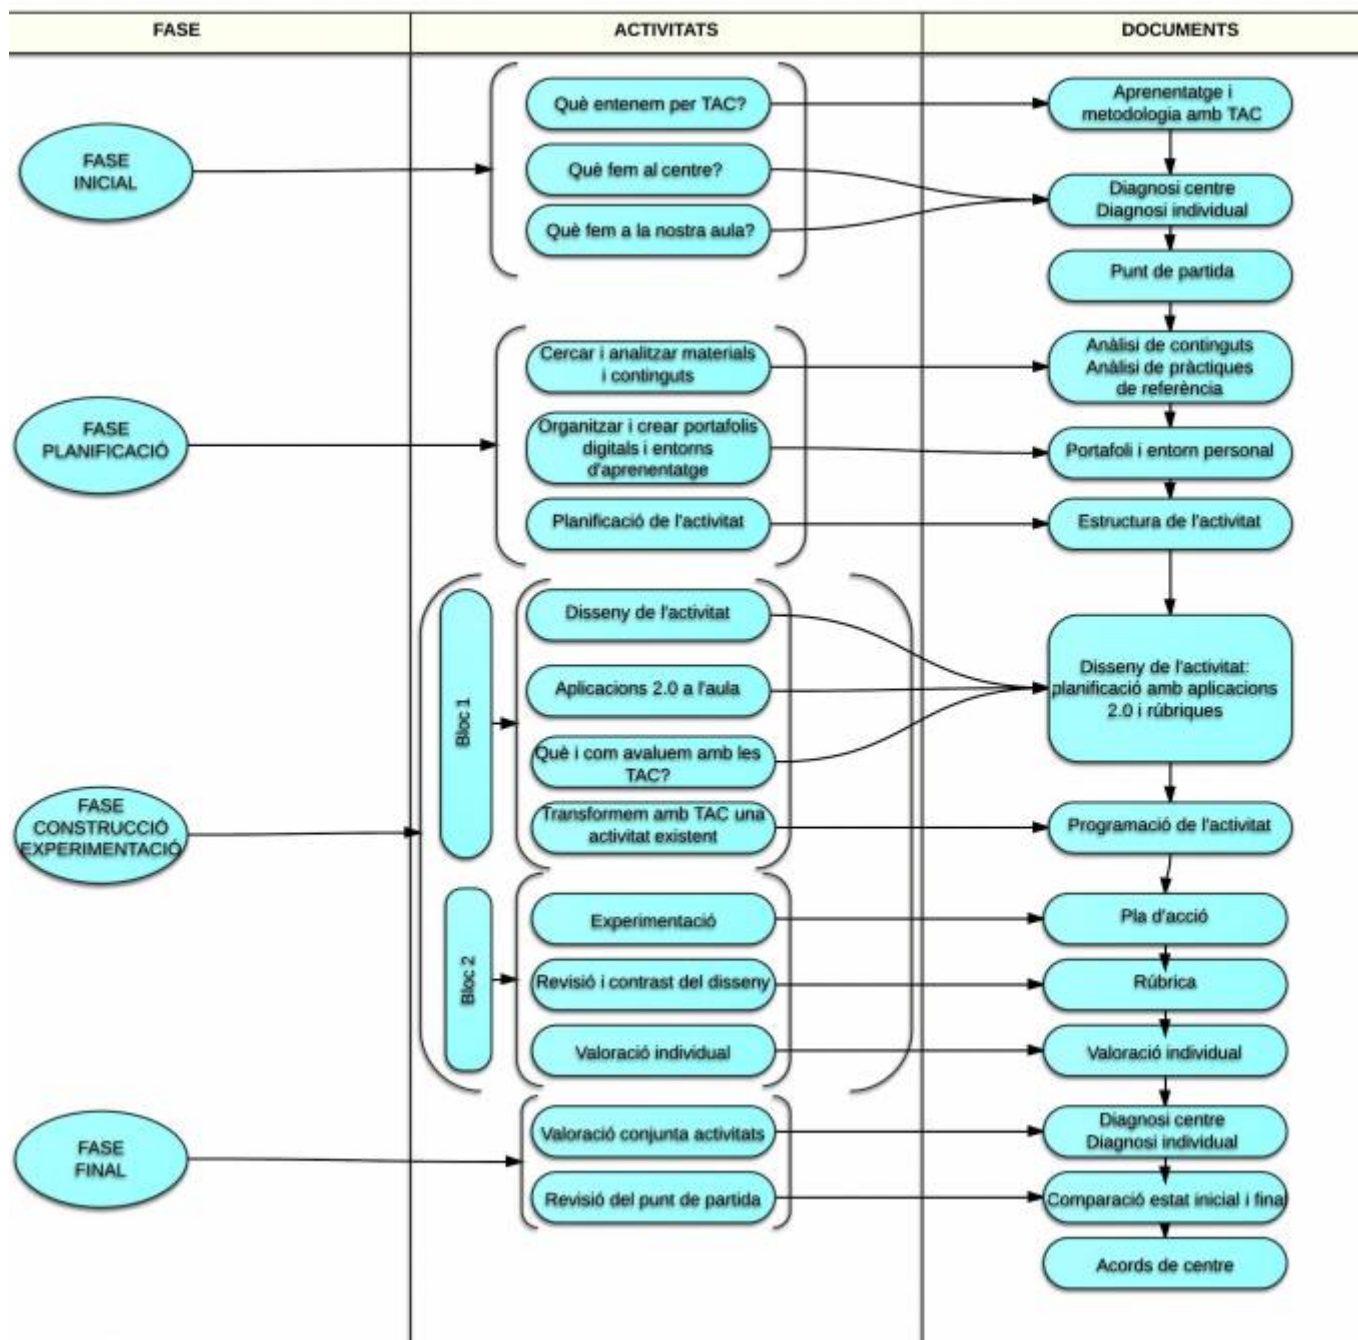 FASE
ACTIVITATS
DOCUMENTS
FASE
INICIAL
Què entenem per TAC?
Què fem al centre?
Què fem a la nostra aula?
Aprenentatge i
metodologia amb TAC
Diagnosi centre
Diagnosi individual
Punt de partida
FASE
PLANIFICACIÓ
Cercar i analitzar materials
i continguts
Organitzar i crear portafolis
digitals i entorns
d'aprenentatge
Planificació de l'activitat
Anàlisi de continguts
Anàlisi de pràctiques
de referència
Portafoli i entorn personal
Estructura de l'activitat
FASE
CONSTRUCCIÓ
EXPERIMENTACIÓ
Bloc 1
Disseny de l'activitat
Aplicacions 2.0 a l'aula
Què i com avaluem amb les
TAC?
Transformem amb TAC una
activitat existent
Disseny de l'activitat:
planificació amb aplicacions
2.0 i rúbriques
Programació de l'activitat
Bloc 2
Experimentació
Revisió i contrast del disseny
Valoració individual
Pla d'acció
Rúbrica
Valoració individual
FASE
FINAL
Valoració conjunta activitats
Revisió del punt de partida
Diagnosi centre
Diagnosi individual
Comparació estat inicial i fina
Acords de centre